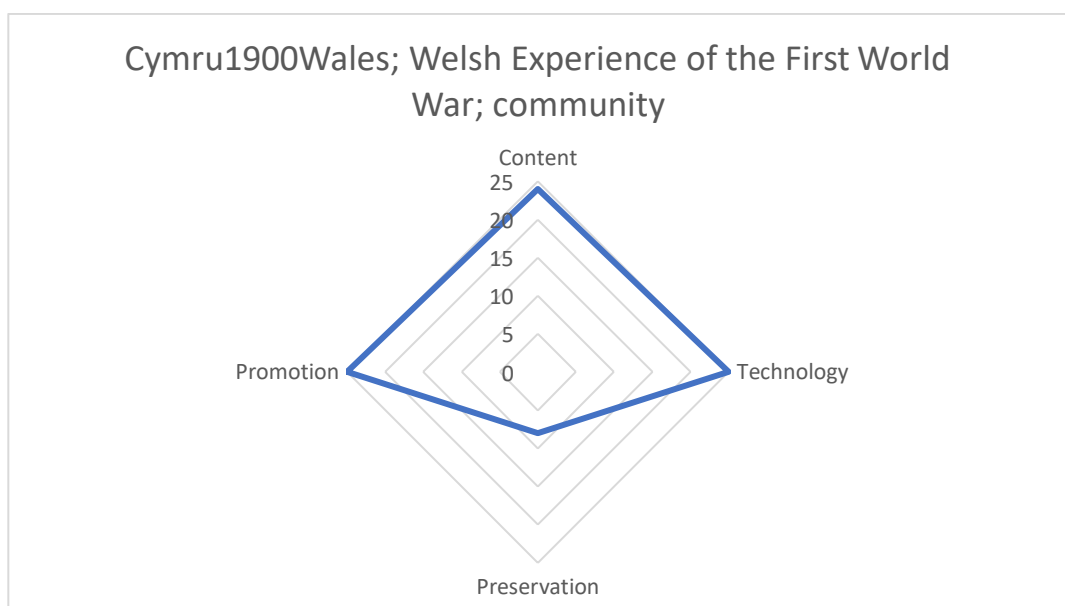 Cymru1900Wales; Welsh Experience of the First World
War; community
Content
25
20
15
10
5
0
Promotion
Technology
Preservation